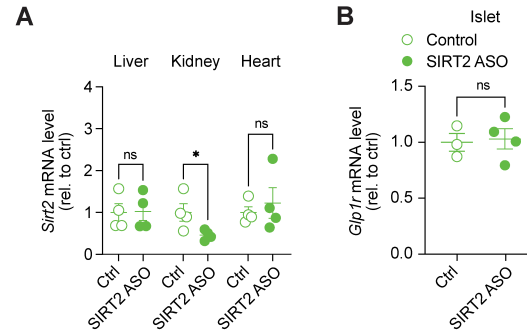 A
Liver Kidney Heart
Sirt2 mRNA level
(rel. to ctrl)
4
3
2
1
0
ns
*
ns
Ctrl
SIRT2 ASO
Ctrl
SIRT2 ASO
Ctrl
SIRT2 ASO
B
Islet
Control
SIRT2 ASO
Glp1r mRNA level
(rel. to ctrl)
1.5
1.0
0.5
0.0
ns
Ctrl
SIRT2 ASO